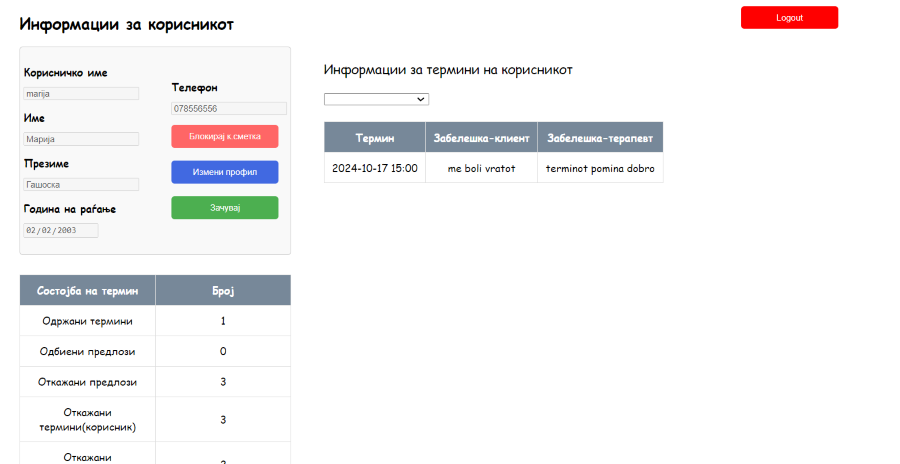 Информации за корисникот
Logout
Корисничко име
marija
Име
Марија
Презиме
Гашоска
Година на раѓање
02/02/2003
Телефон
078556556
Блокирај к.сметка
Измени профил
Зачувај
Информации за термини на корисникот
Термин Забелешка-клиент Забелешка-терапевт
2024-10-17 15:00 me boli vratot terminot pomina dobro
Состојба на термин Број
Одржани термини 1
Одбиени предлози 0
Откажани предлози 3
Откажани
термини(корисник) 3
Откажани